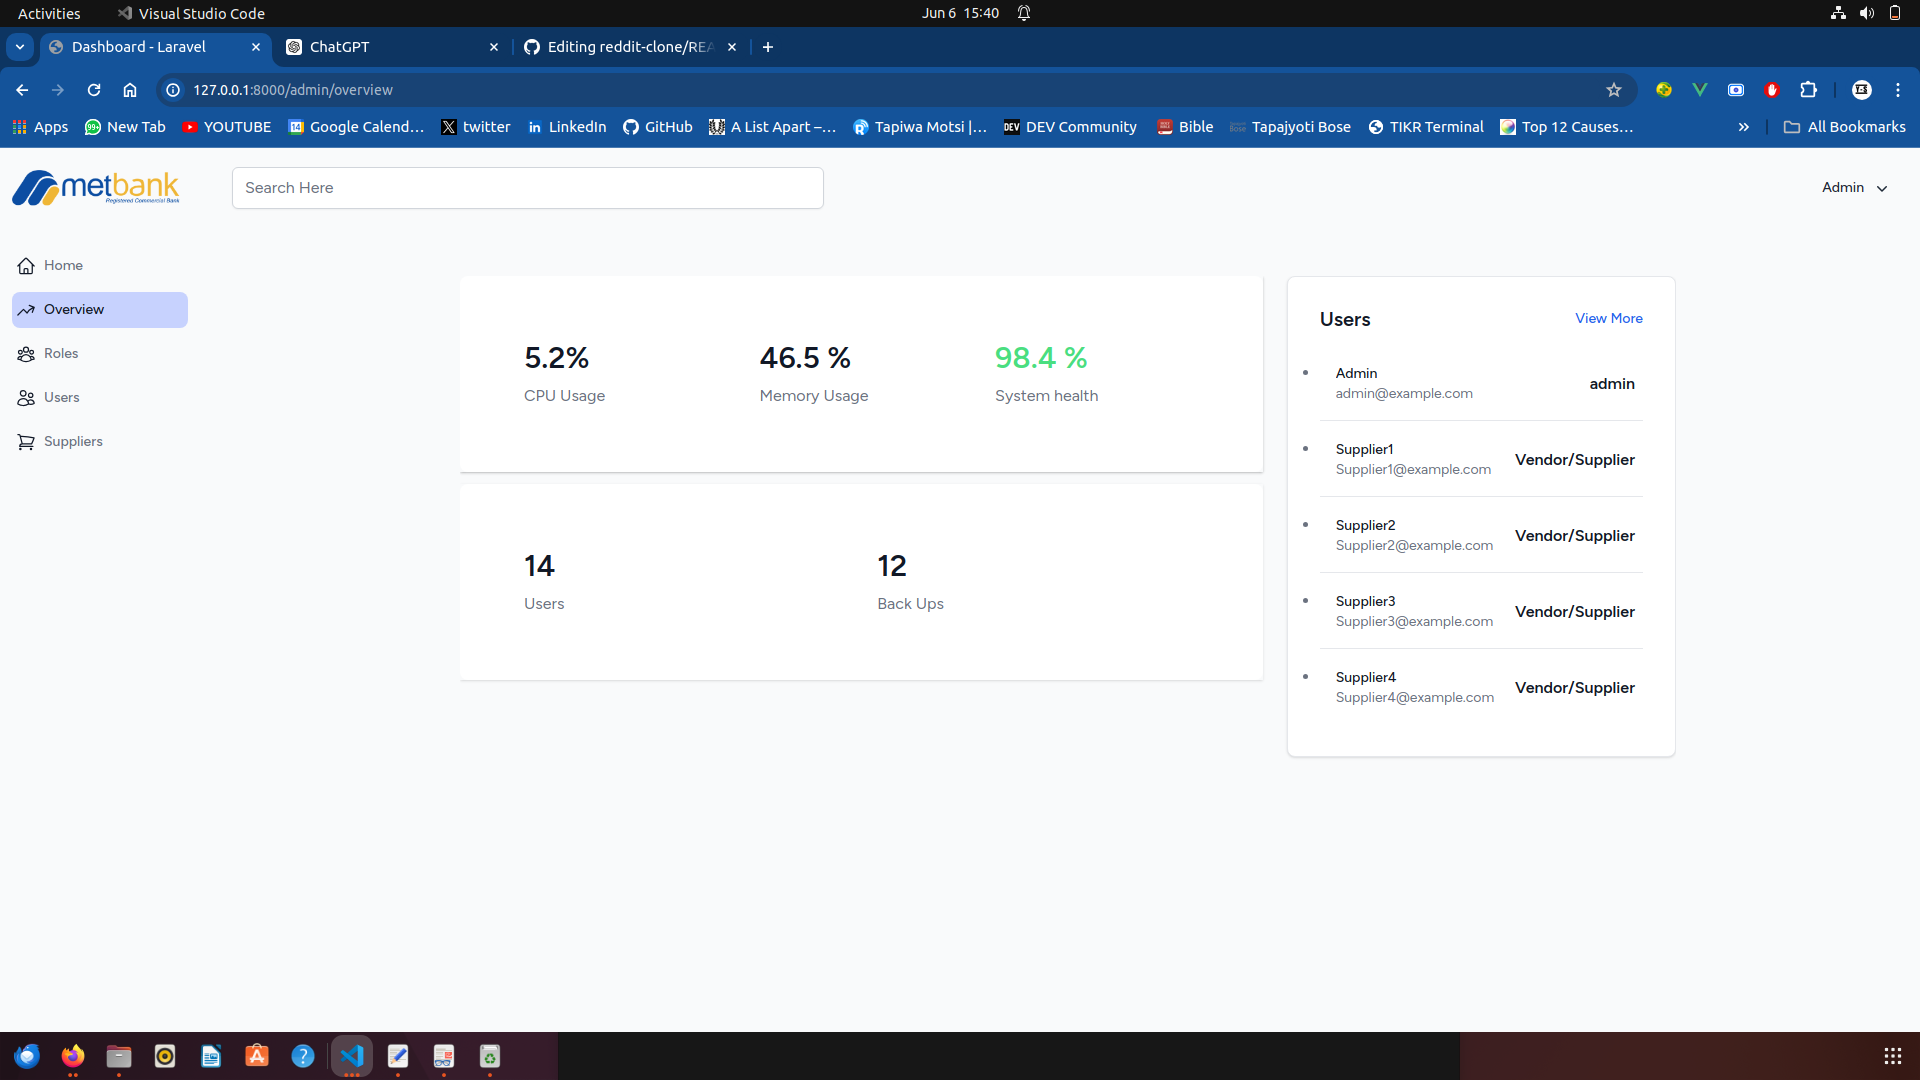 Activities
Visual Studio Code
Jun 6 15:40
Dashboard - Laravel
ChatGPT
Editing reddit-clone/REA
127.0.0.1:8000/admin/overview
Apps
New Tab
YOUTUBE
Google Calend…
twitter
LinkedIn
GitHub
A List Apart –…
Tapiwa Motsi |…
DEV Community
Bible
Tapajyoti Bose
TIKR Terminal
Top 12 Causes…
All Bookmarks
metbank
Registered Commercial Bank
Search Here
Admin
Home
Overview
Roles
Users
Suppliers
5.2%
CPU Usage
46.5 %
Memory Usage
98.4 %
System health
14
Users
12
Back Ups
Users
View More
Admin
admin@example.com
admin
Supplier1
Supplier1@example.com
Vendor/Supplier
Supplier2
Supplier2@example.com
Vendor/Supplier
Supplier3
Supplier3@example.com
Vendor/Supplier
Supplier4
Supplier4@example.com
Vendor/Supplier